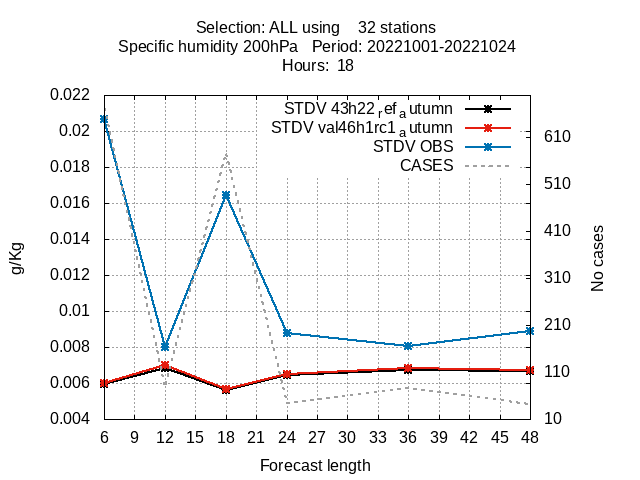 Selection: ALL using    32 stations
Specific humidity 200hPa   Period: 20221001-20221024
Hours:  18
STDV 43h22ref autumn
STDV val46h1rc1autumn
STDV OBS
CASES
0.022
0.02
0.018
0.016
0.014
0.012
0.01
0.008
0.006
0.004
g/Kg
610
510
410
310
210
110
10
No cases
6 9 12 15 18 21 24 27 30 33 36 39 42 45 48
Forecast length